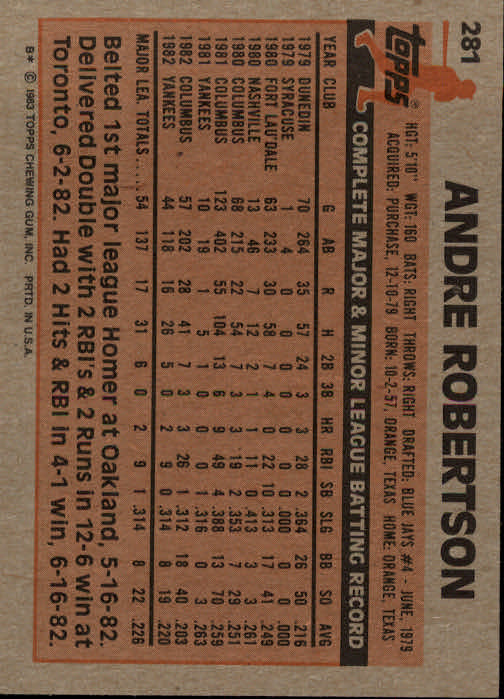 281
topps®
ANDRE ROBERTSON
HGT: 5'10" WGT: 160 BATS: RIGHT THROWS: RIGHT DRAFTED: BLUE JAYS #4 - JUNE, 1979
ACQUIRED: PURCHASE, 12-10-79 BORN: 10-2-57, ORANGE, TEXAS HOME: ORANGE, TEXAS
COMPLETE MAJOR & MINOR LEAGUE BATTING RECORD
YEAR CLUB G AB R H 2B 3B HR RBI SB SLG BB SO AVG
1979 DUNEDIN 70 264 35 57 24 3 3 28 2 .364 26 50 .216
1979 SYRACUSE 1 4 0 0 0 0 0 0 0 .000 0 0 .000
1980 FORT LAU'DALE 63 233 30 58 7 4 0 22 10 .313 17 41 .249
1980 NASHVILLE 13 46 7 12 2 1 1 11 0 .413 3 3 .261
1980 COLUMBUS 68 215 22 54 7 3 3 19 2 .353 7 29 .251
1981 COLUMBUS 123 402 55 104 13 6 9 49 4 .388 13 70 .259
1981 YANKEES 10 19 1 5 1 0 0 0 1 .316 0 3 .263
1982 COLUMBUS 57 202 28 41 7 3 3 26 1 .312 18 40 .203
1982 YANKEES 44 118 16 26 5 0 2 9 0 .314 8 19 .220
MAJOR LEA. TOTALS..... 54 137 17 31 6 0 2 9 1 .314 8 22 .226
Belted 1st major league Homer at Oakland, 5-16-82.
Delivered Double with 2 RBI's & 2 Runs in 12-6 win at
Toronto, 6-2-82. Had 2 Hits & RBI in 4-1 win, 6-16-82.
B* © 1983 TOPPS CHEWING GUM, INC. PRTD. IN U.S.A.